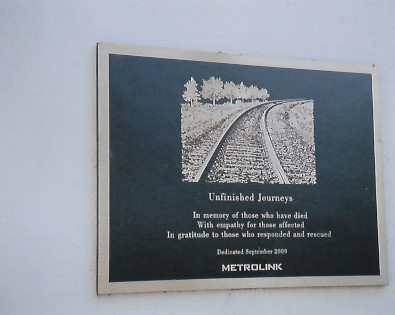 Unfinished Journeys
In memory of those who have died
With empathy for those affected
In gratitude to those who responded and rescued
Dedicated September 2009
METROLINK